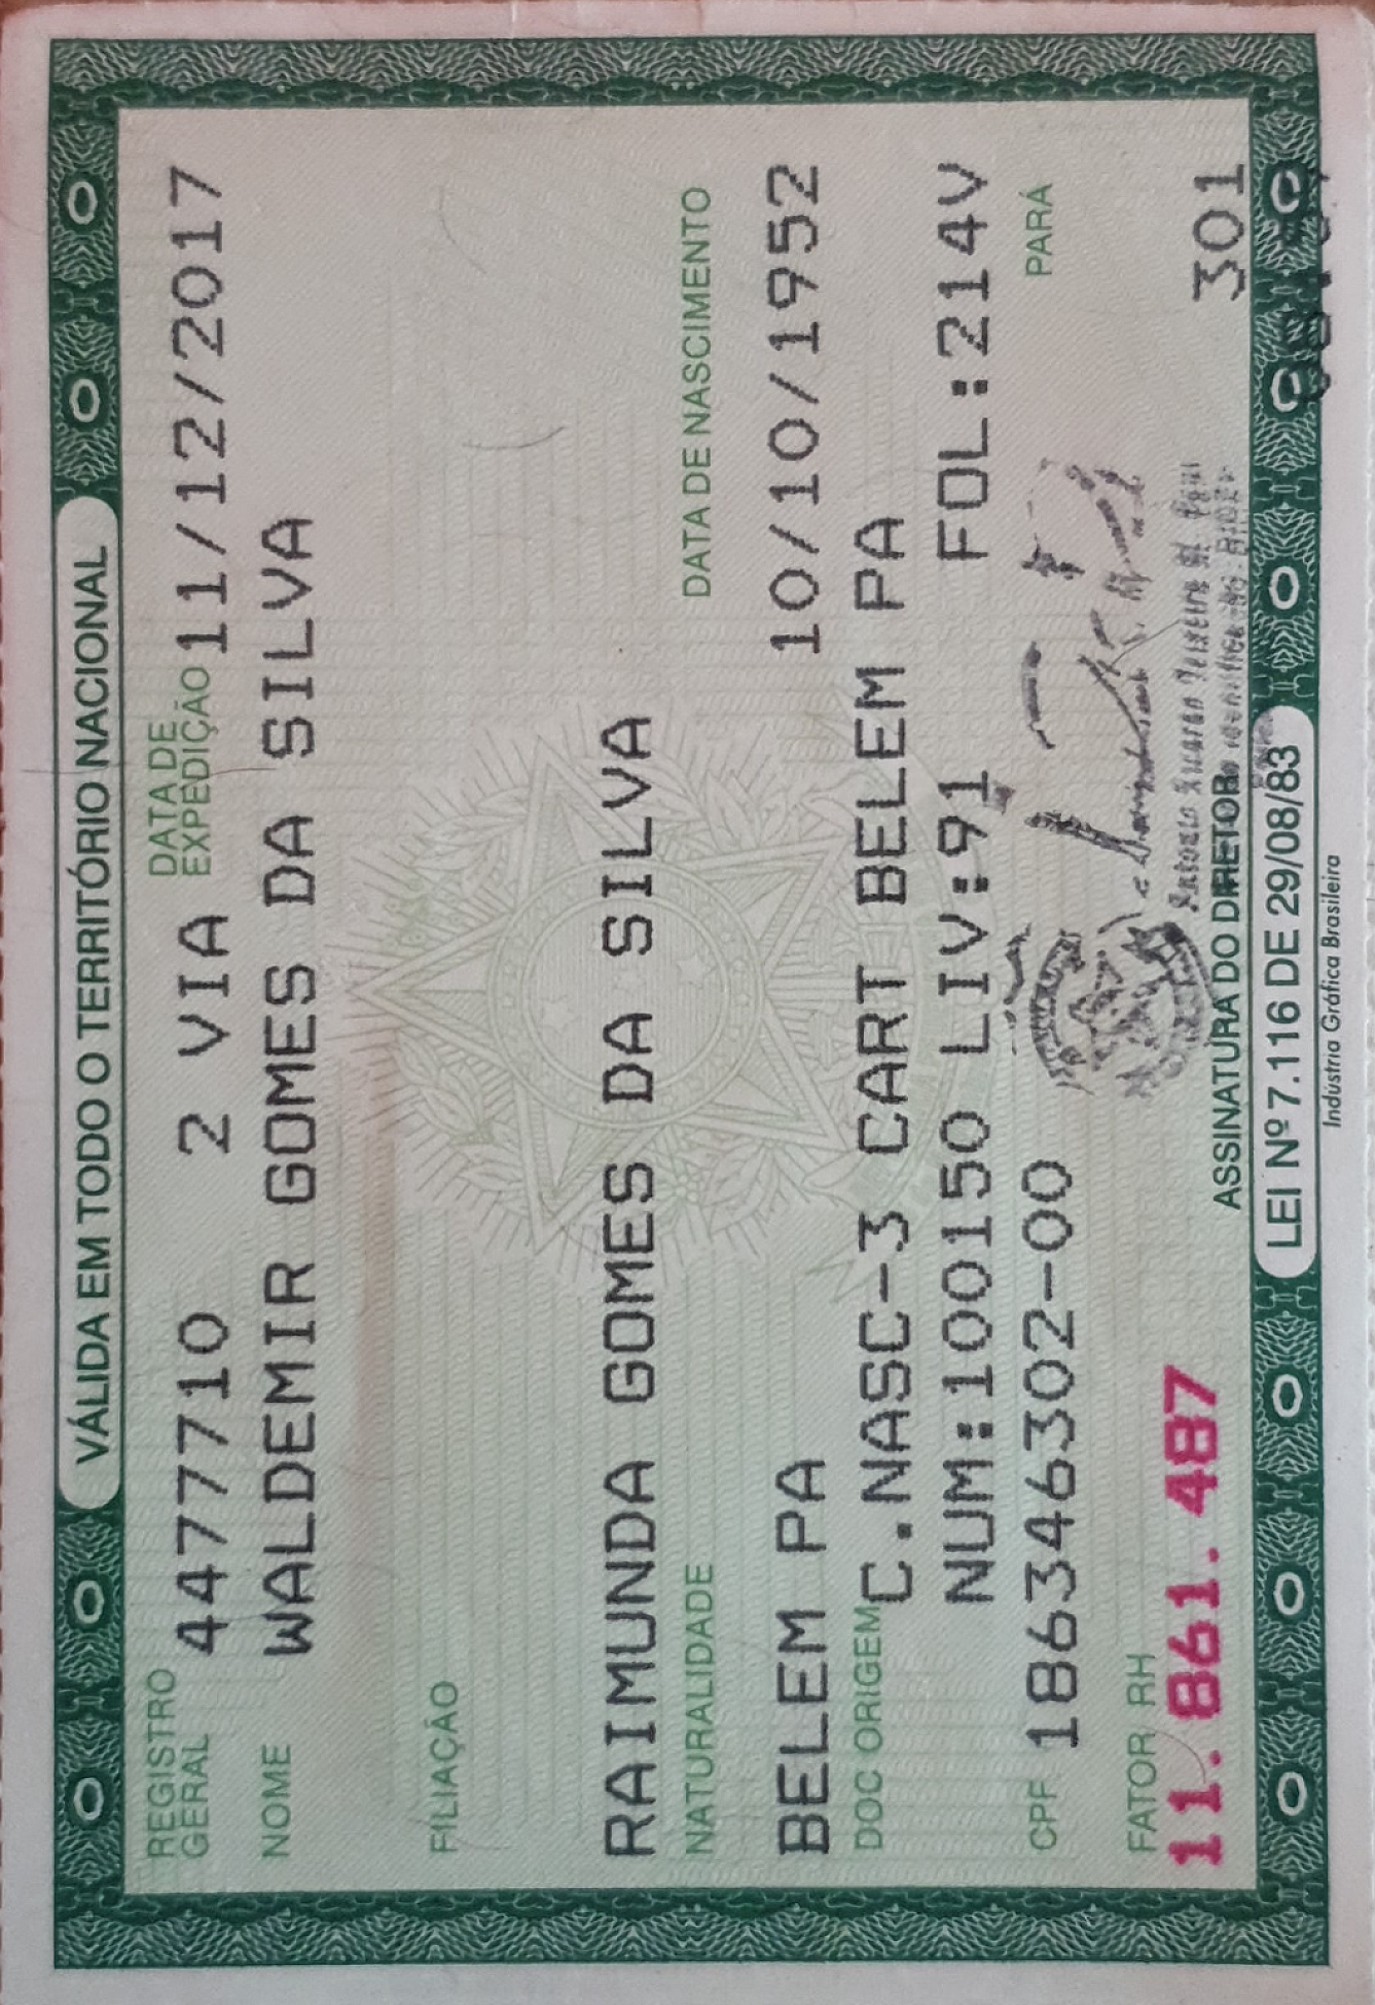 VÁLIDA EM TODO O TERRITÓRIO NACIONAL
REGISTRO GERAL 4477710 2 VIA DATA DE EXPEDIÇÃO 11/12/2017
NOME WALDEMIR GOMES DA SILVA
FILIAÇÃO
RAIMUNDA GOMES DA SILVA
NATURALIDADE DATA DE NASCIMENTO
BELEM PA 10/10/1952
DOC ORIGEM C.NASC-3 CART BELEM PA
NUM:100150 LIV:91 FOL:214V
CPF 186346302-00 PARÁ
FATOR RH
11.861.487 301
ASSINATURA DO DIRETOR
LEI Nº 7.116 DE 29/08/83
Indústria Gráfica Brasileira